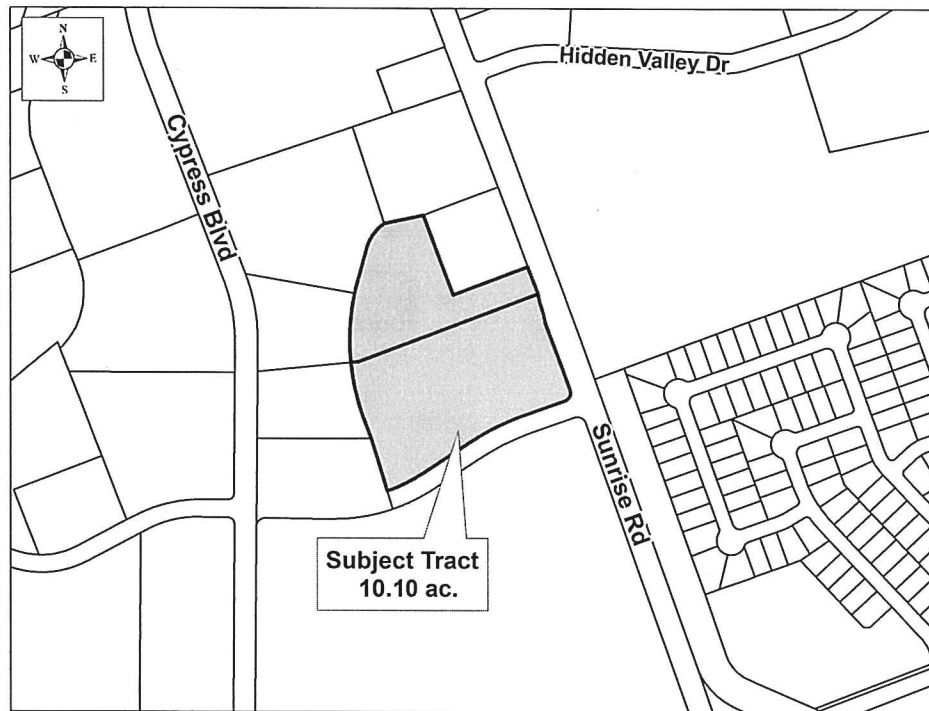 N
W E
S
Hidden Valley Dr
Cypress Blvd
Sunrise Rd
Subject Tract
10.10 ac.